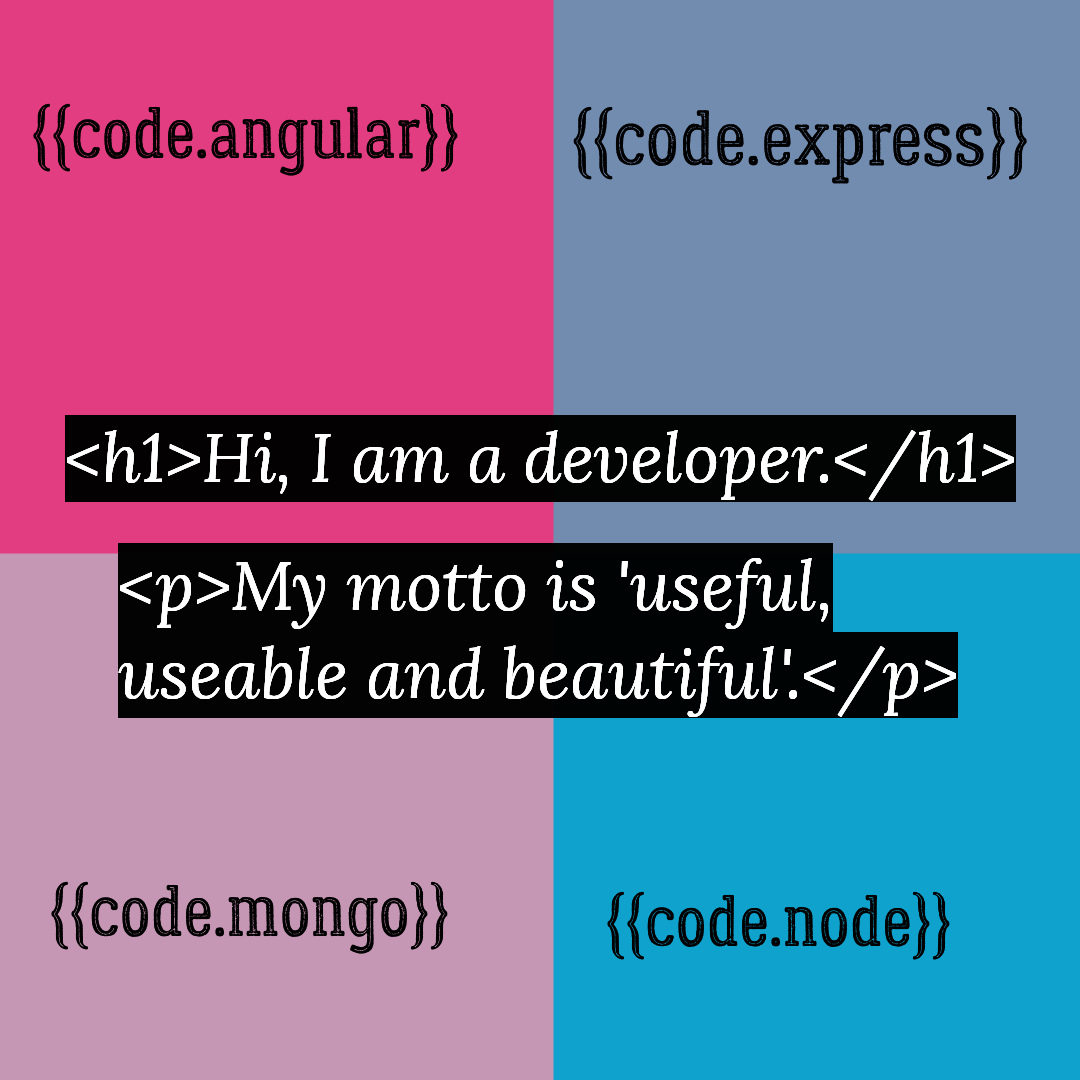 {{code.angular}}
{{code.express}}
<h1>Hi, I am a developer.</h1>
<p>My motto is 'useful,
useable and beautiful'.</p>
{{code.mongo}}
{{code.node}}